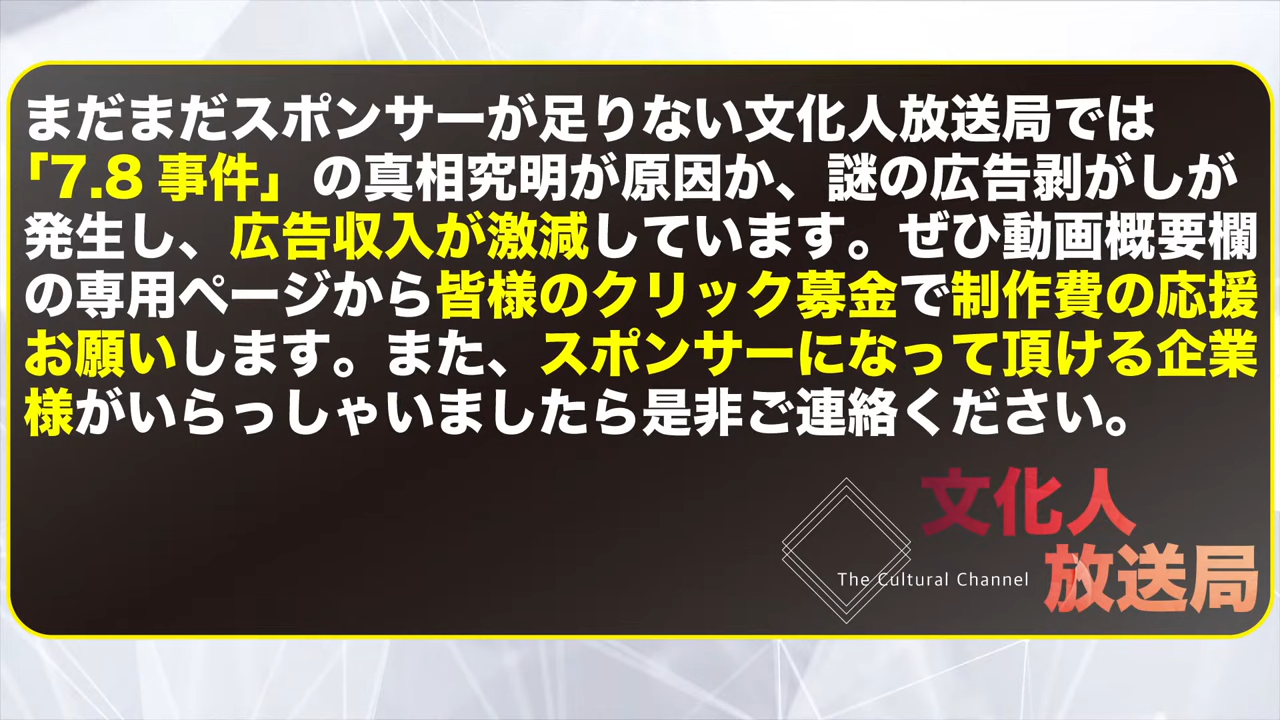 まだまだスポンサーが足りない文化人放送局では
「7.8 事件」の真相究明が原因か、謎の広告剥がしが
発生し、広告収入が激減しています。ぜひ動画概要欄
の専用ページから皆様のクリック募金で制作費の応援
お願いします。また、スポンサーになって頂ける企業
様がいらっしゃいましたら是非ご連絡ください。
文化人
放送局
The Cultural Channel